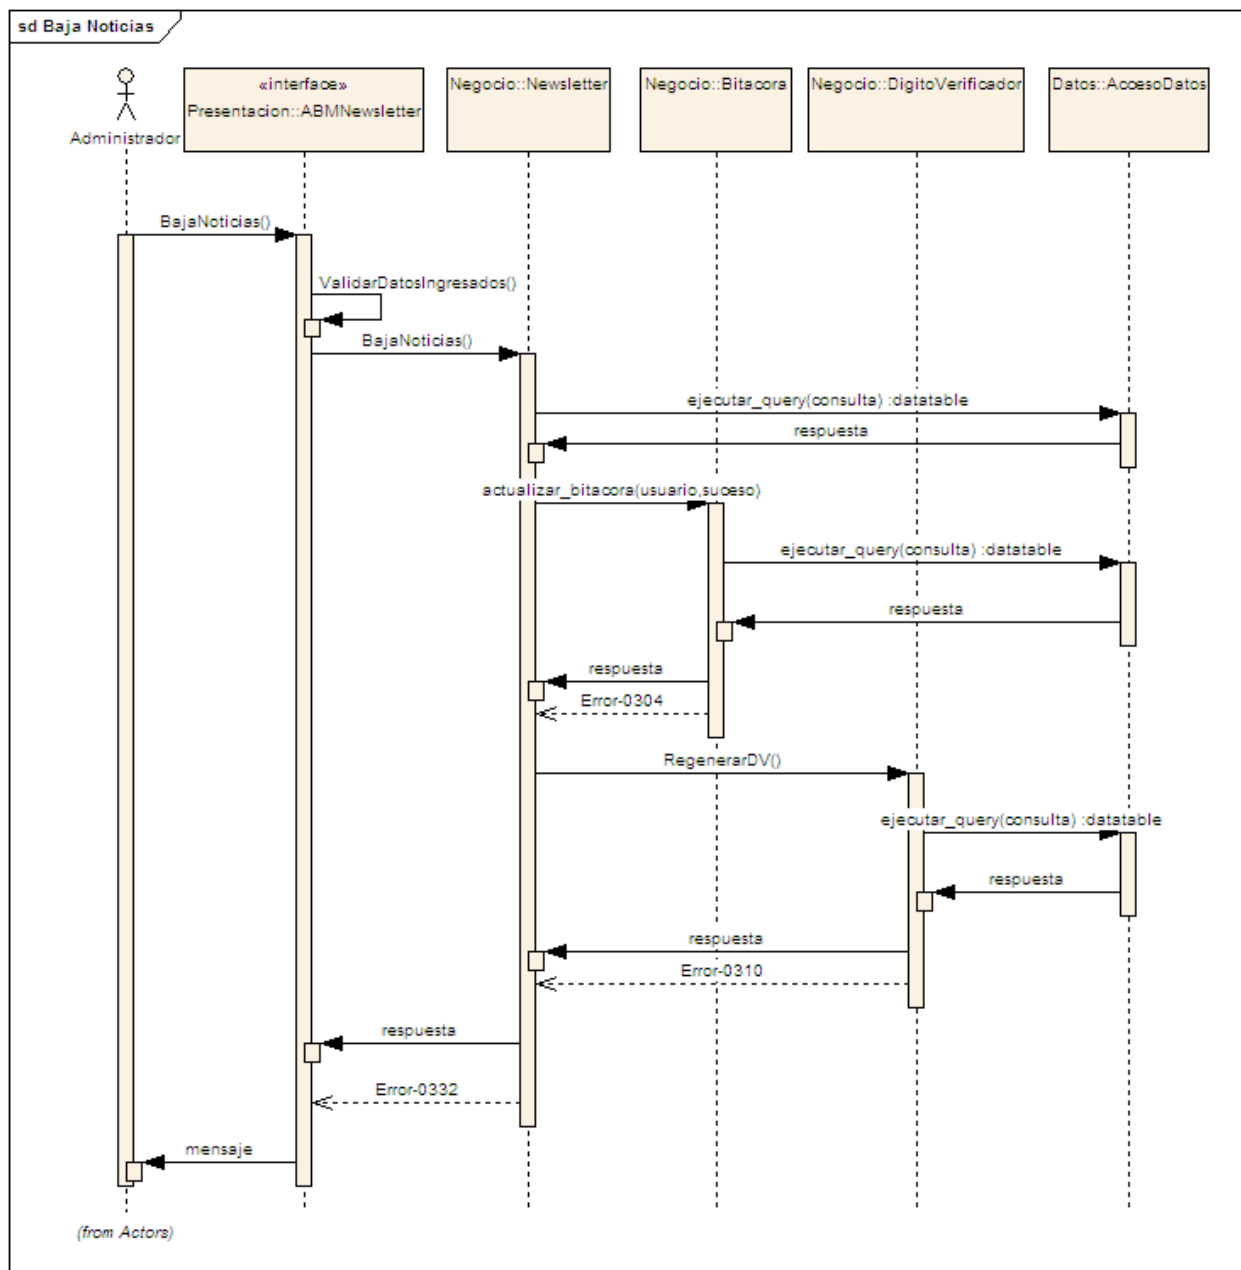 sd Baja Noticias
«interface»
Presentacion::ABMNewsletter
Negocio::Newsletter
Negocio::Bitacora
Negocio::DigitoVerificador
Datos::AccesoDatos
Administrador
BajaNoticias()
ValidarDatosIngresados()
BajaNoticias()
ejecutar_query(consulta) :datatable
respuesta
actualizar_bitacora(usuario,suceso)
ejecutar_query(consulta) :datatable
respuesta
respuesta
Error-0304
RegenerarDV()
ejecutar_query(consulta) :datatable
respuesta
respuesta
Error-0310
respuesta
Error-0332
mensaje
(from Actors)